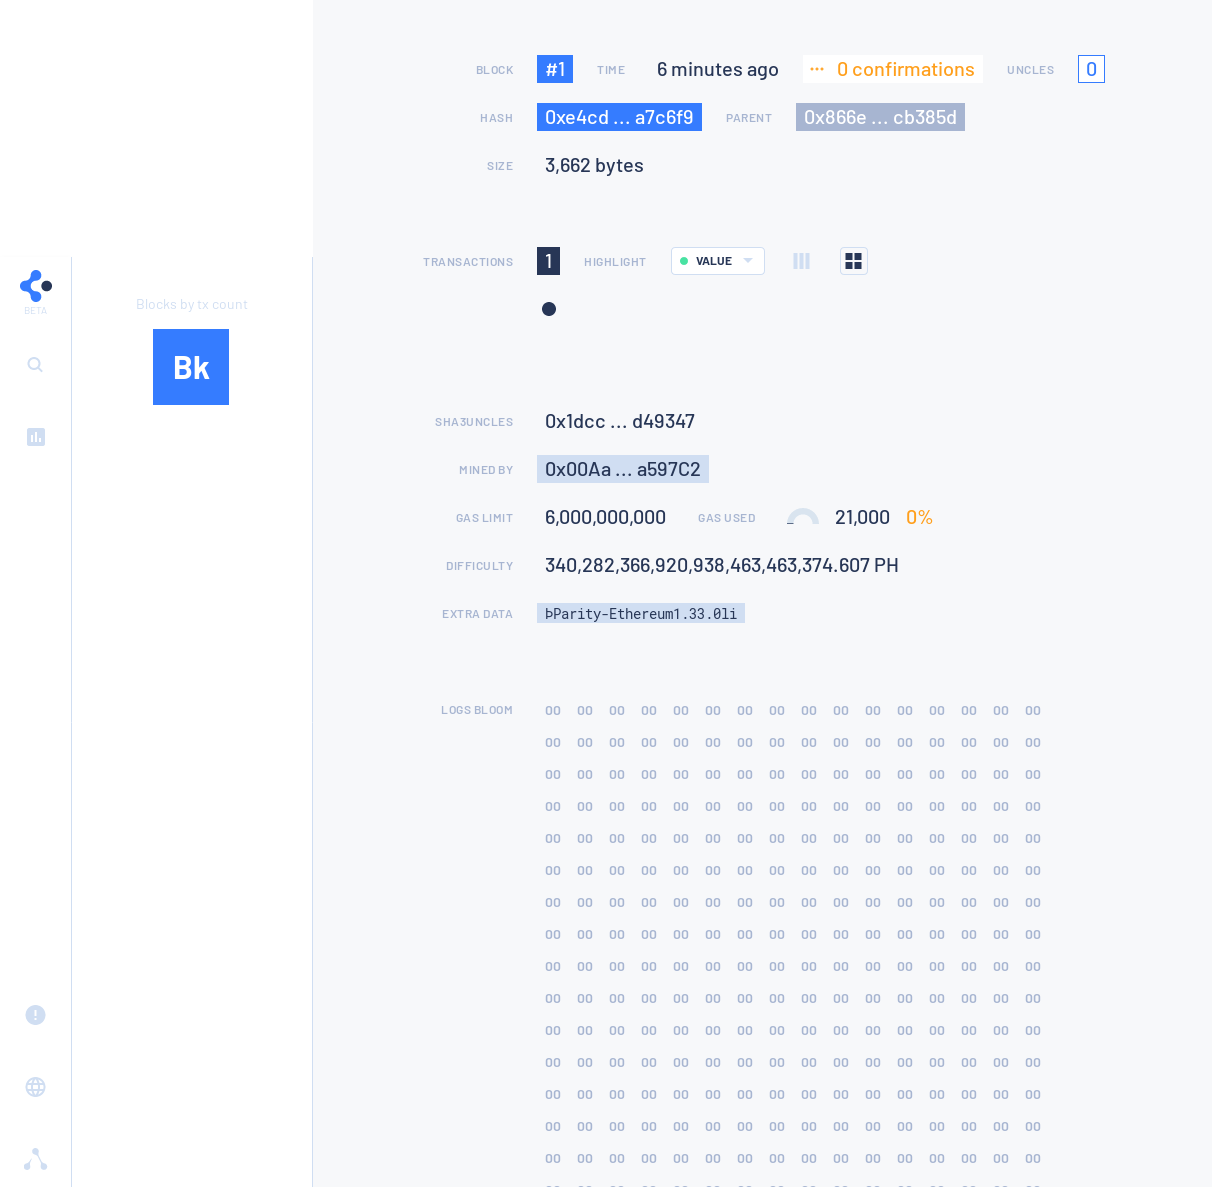 BLOCK #1 TIME 6 minutes ago 0 confirmations UNCLES 0
HASH 0xe4cd ... a7c6f9 PARENT 0x866e ... cb385d
SIZE 3,662 bytes
TRANSACTIONS 1 HIGHLIGHT VALUE
BETA
Blocks by tx count
Bk
SHA3UNCLES 0x1dcc ... d49347
MINED BY 0x00Aa ... a597C2
GAS LIMIT 6,000,000,000 GAS USED 21,000 0%
DIFFICULTY 340,282,366,920,938,463,463,374.607 PH
EXTRA DATA ÞParity-Ethereum1.33.0li
LOGS BLOOM 00 00 00 00 00 00 00 00 00 00 00 00 00 00 00 00
00 00 00 00 00 00 00 00 00 00 00 00 00 00 00 00
00 00 00 00 00 00 00 00 00 00 00 00 00 00 00 00
00 00 00 00 00 00 00 00 00 00 00 00 00 00 00 00
00 00 00 00 00 00 00 00 00 00 00 00 00 00 00 00
00 00 00 00 00 00 00 00 00 00 00 00 00 00 00 00
00 00 00 00 00 00 00 00 00 00 00 00 00 00 00 00
00 00 00 00 00 00 00 00 00 00 00 00 00 00 00 00
00 00 00 00 00 00 00 00 00 00 00 00 00 00 00 00
00 00 00 00 00 00 00 00 00 00 00 00 00 00 00 00
00 00 00 00 00 00 00 00 00 00 00 00 00 00 00 00
00 00 00 00 00 00 00 00 00 00 00 00 00 00 00 00
00 00 00 00 00 00 00 00 00 00 00 00 00 00 00 00
00 00 00 00 00 00 00 00 00 00 00 00 00 00 00 00
00 00 00 00 00 00 00 00 00 00 00 00 00 00 00 00